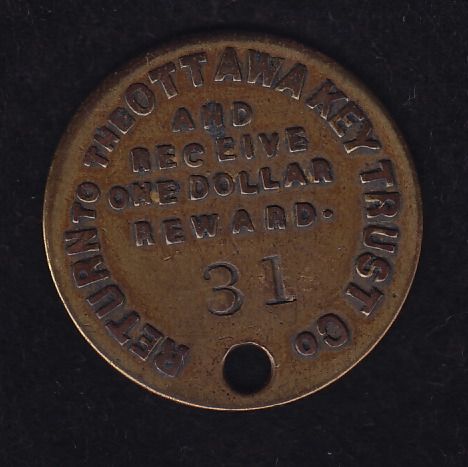 RETURN TO THE OTTAWA KEY TRUST CO
AND
RECEIVE
ONE DOLLAR
REWARD.
31